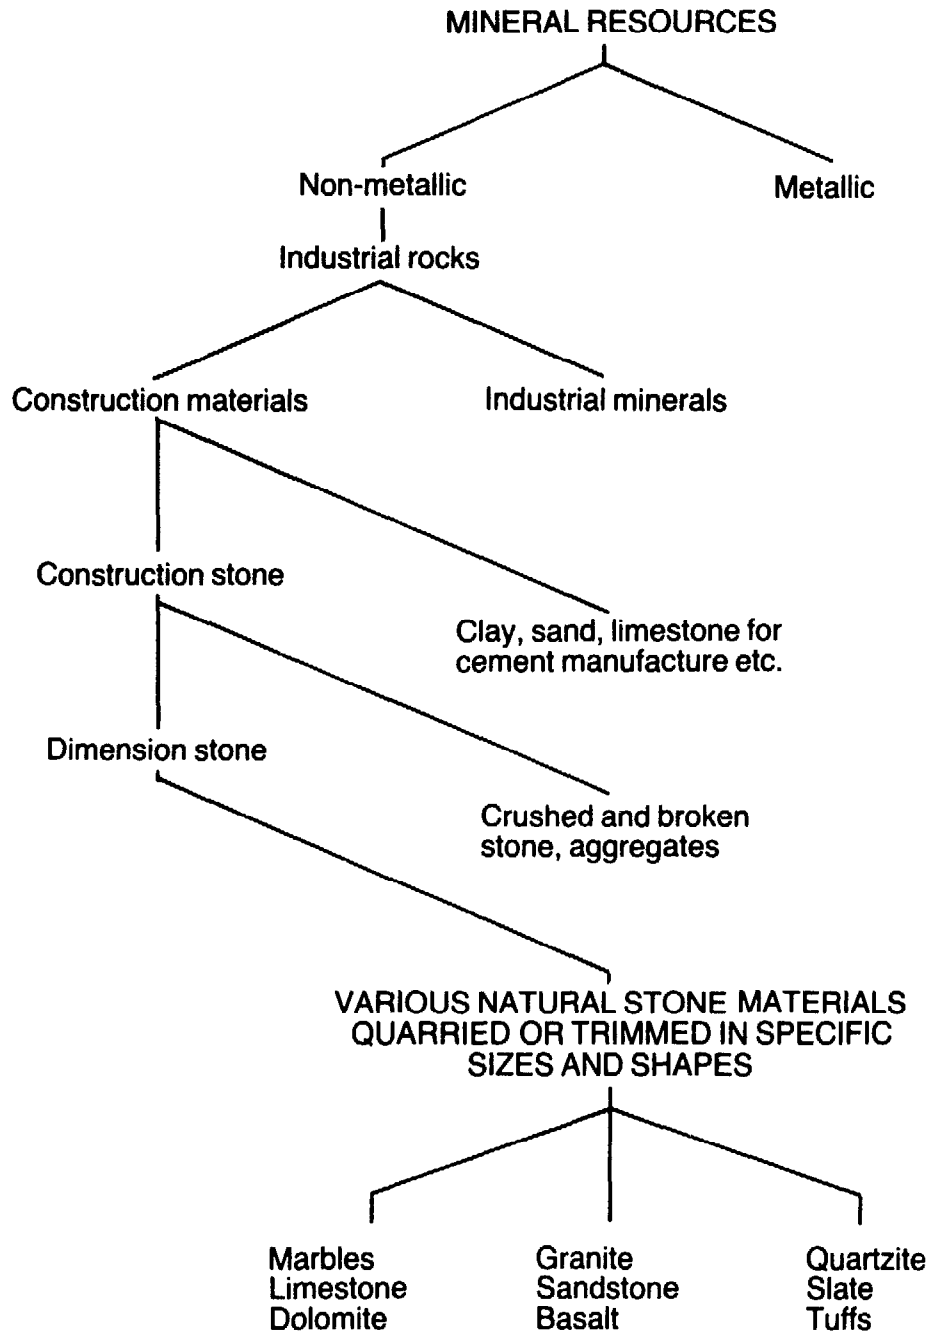 MINERAL RESOURCES
Non-metallic
Metallic
Industrial rocks
Construction materials
Industrial minerals
Construction stone
Clay, sand, limestone for
cement manufacture etc.
Dimension stone
Crushed and broken
stone, aggregates
VARIOUS NATURAL STONE MATERIALS
QUARRIED OR TRIMMED IN SPECIFIC
SIZES AND SHAPES
Marbles
Limestone
Dolomite
Granite
Sandstone
Basalt
Quartzite
Slate
Tuffs